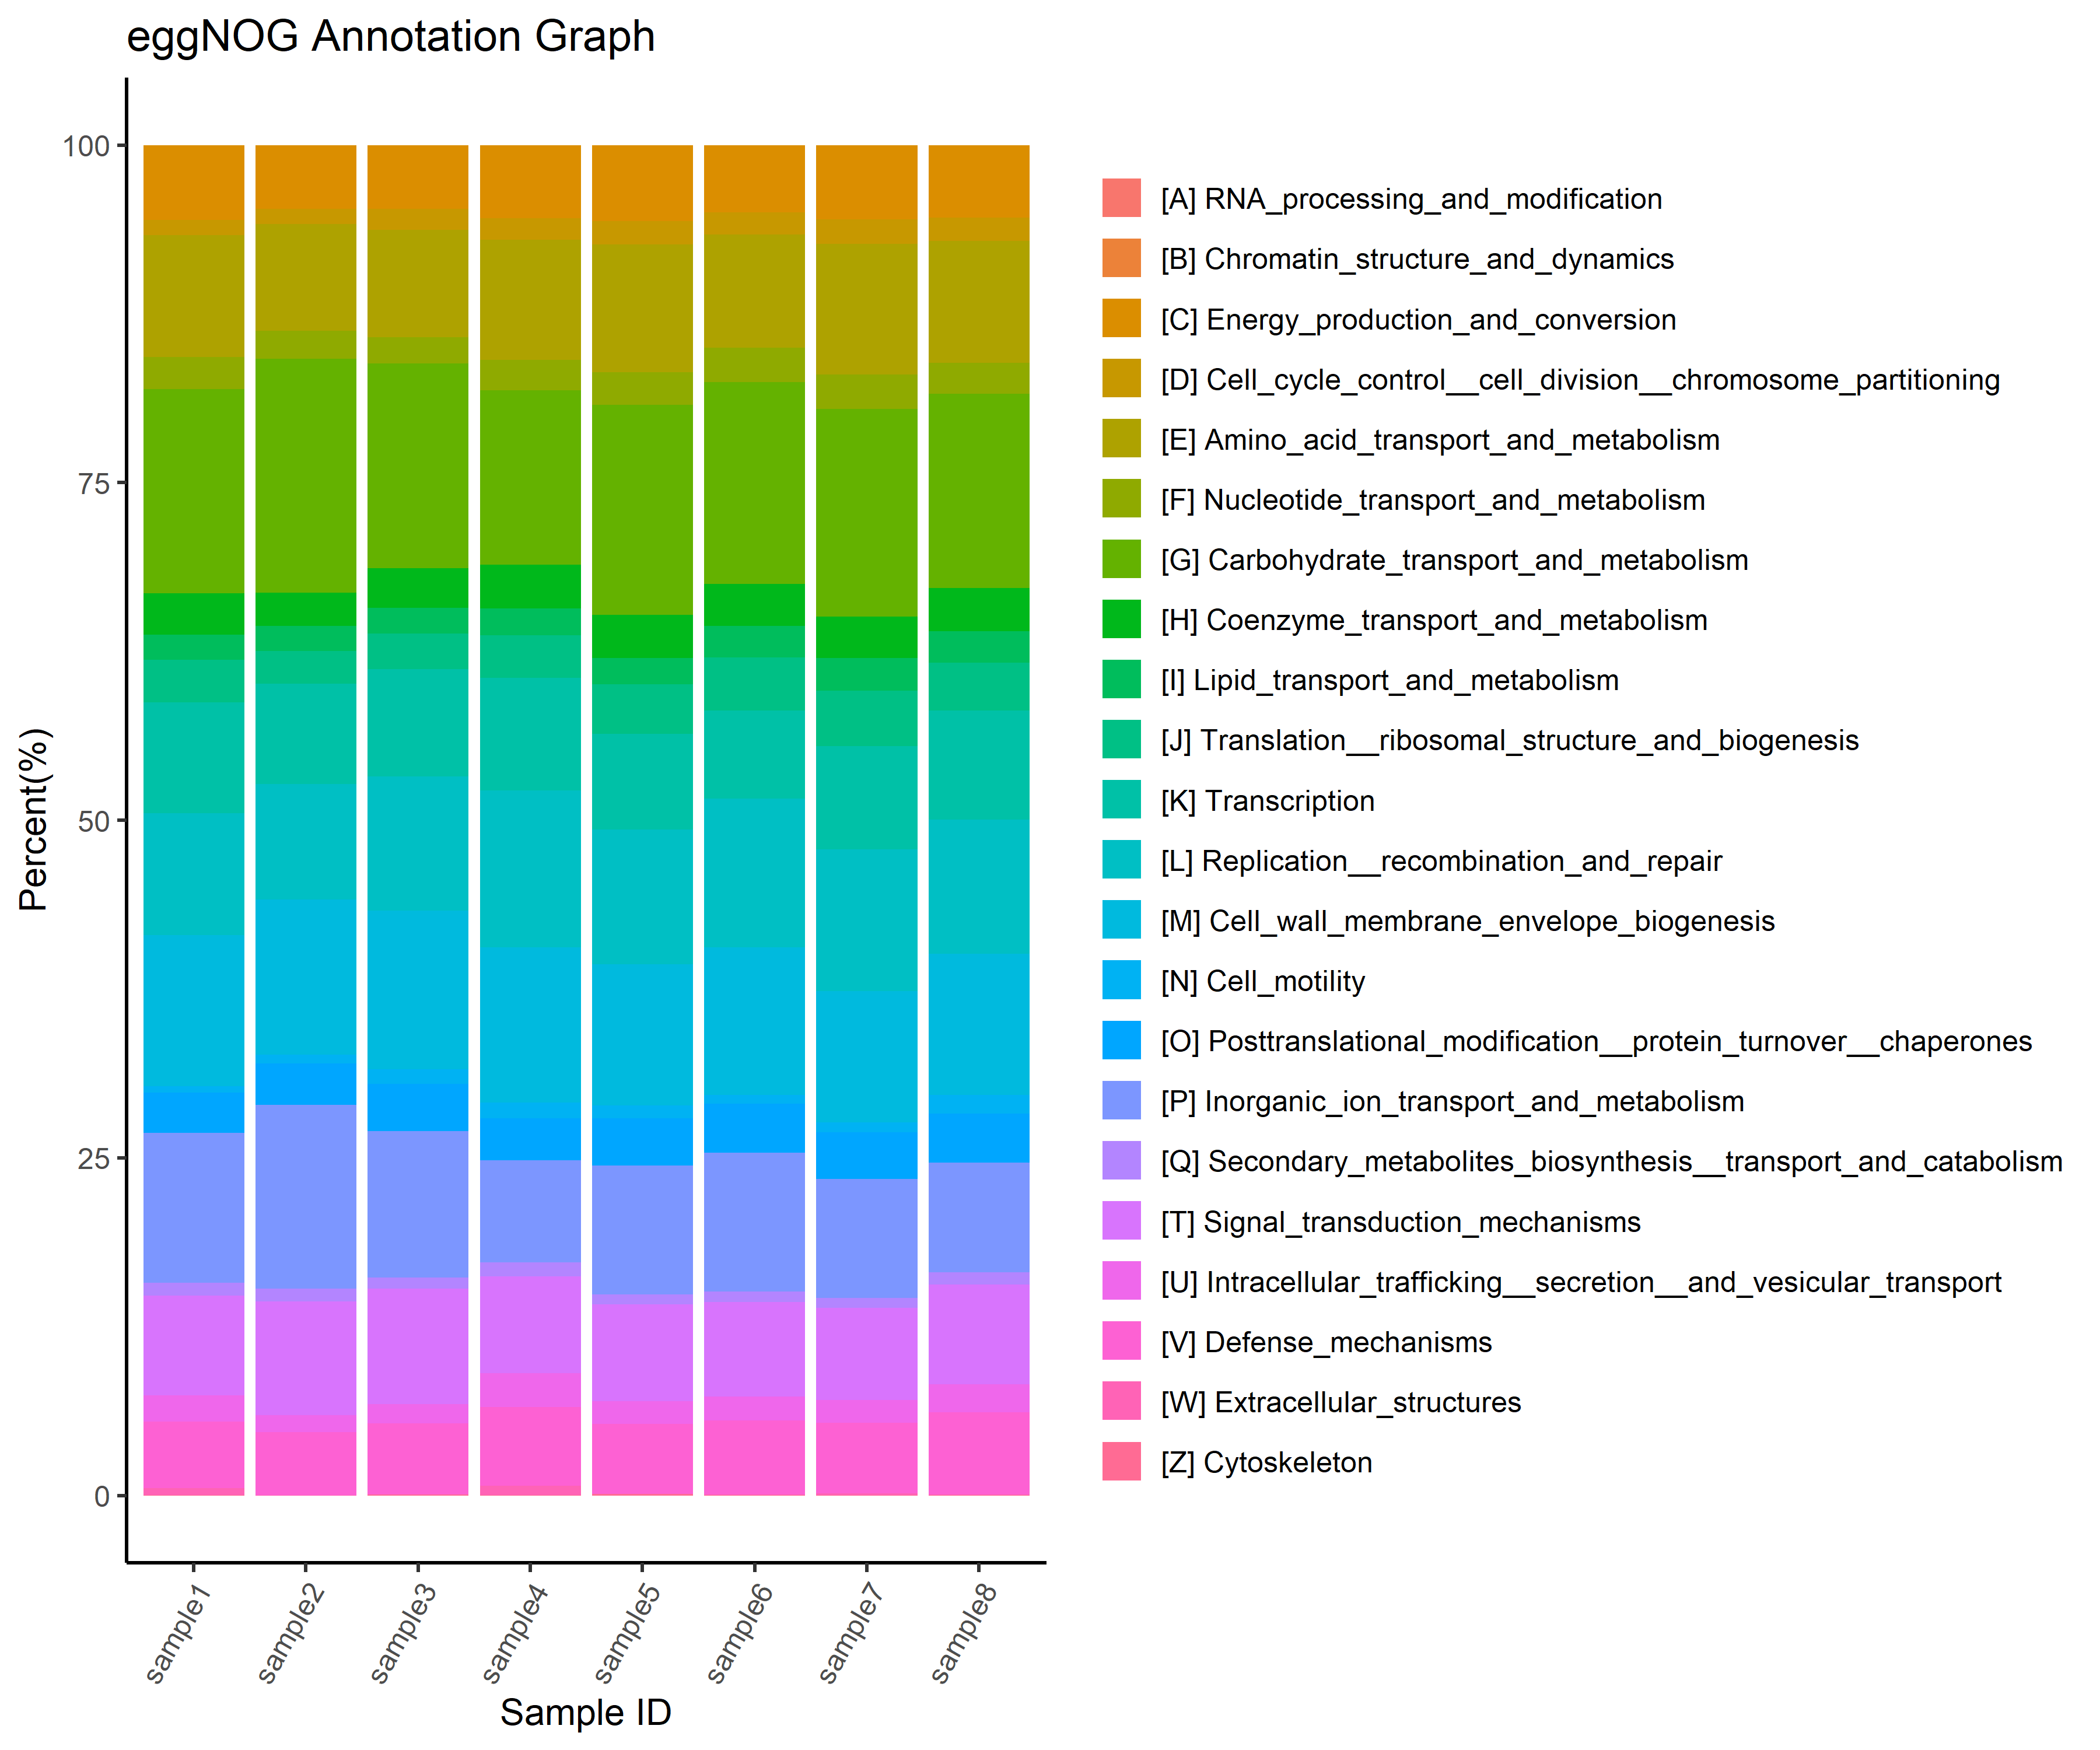 eggNOG Annotation Graph
100
75
50
25
0
Percent(%)
sample1
sample2
sample3
sample4
sample5
sample6
sample7
sample8
Sample ID
[A] RNA_processing_and_modification
[B] Chromatin_structure_and_dynamics
[C] Energy_production_and_conversion
[D] Cell_cycle_control__cell_division__chromosome_partitioning
[E] Amino_acid_transport_and_metabolism
[F] Nucleotide_transport_and_metabolism
[G] Carbohydrate_transport_and_metabolism
[H] Coenzyme_transport_and_metabolism
[I] Lipid_transport_and_metabolism
[J] Translation__ribosomal_structure_and_biogenesis
[K] Transcription
[L] Replication__recombination_and_repair
[M] Cell_wall_membrane_envelope_biogenesis
[N] Cell_motility
[O] Posttranslational_modification__protein_turnover__chaperones
[P] Inorganic_ion_transport_and_metabolism
[Q] Secondary_metabolites_biosynthesis__transport_and_catabolism
[T] Signal_transduction_mechanisms
[U] Intracellular_trafficking__secretion__and_vesicular_transport
[V] Defense_mechanisms
[W] Extracellular_structures
[Z] Cytoskeleton